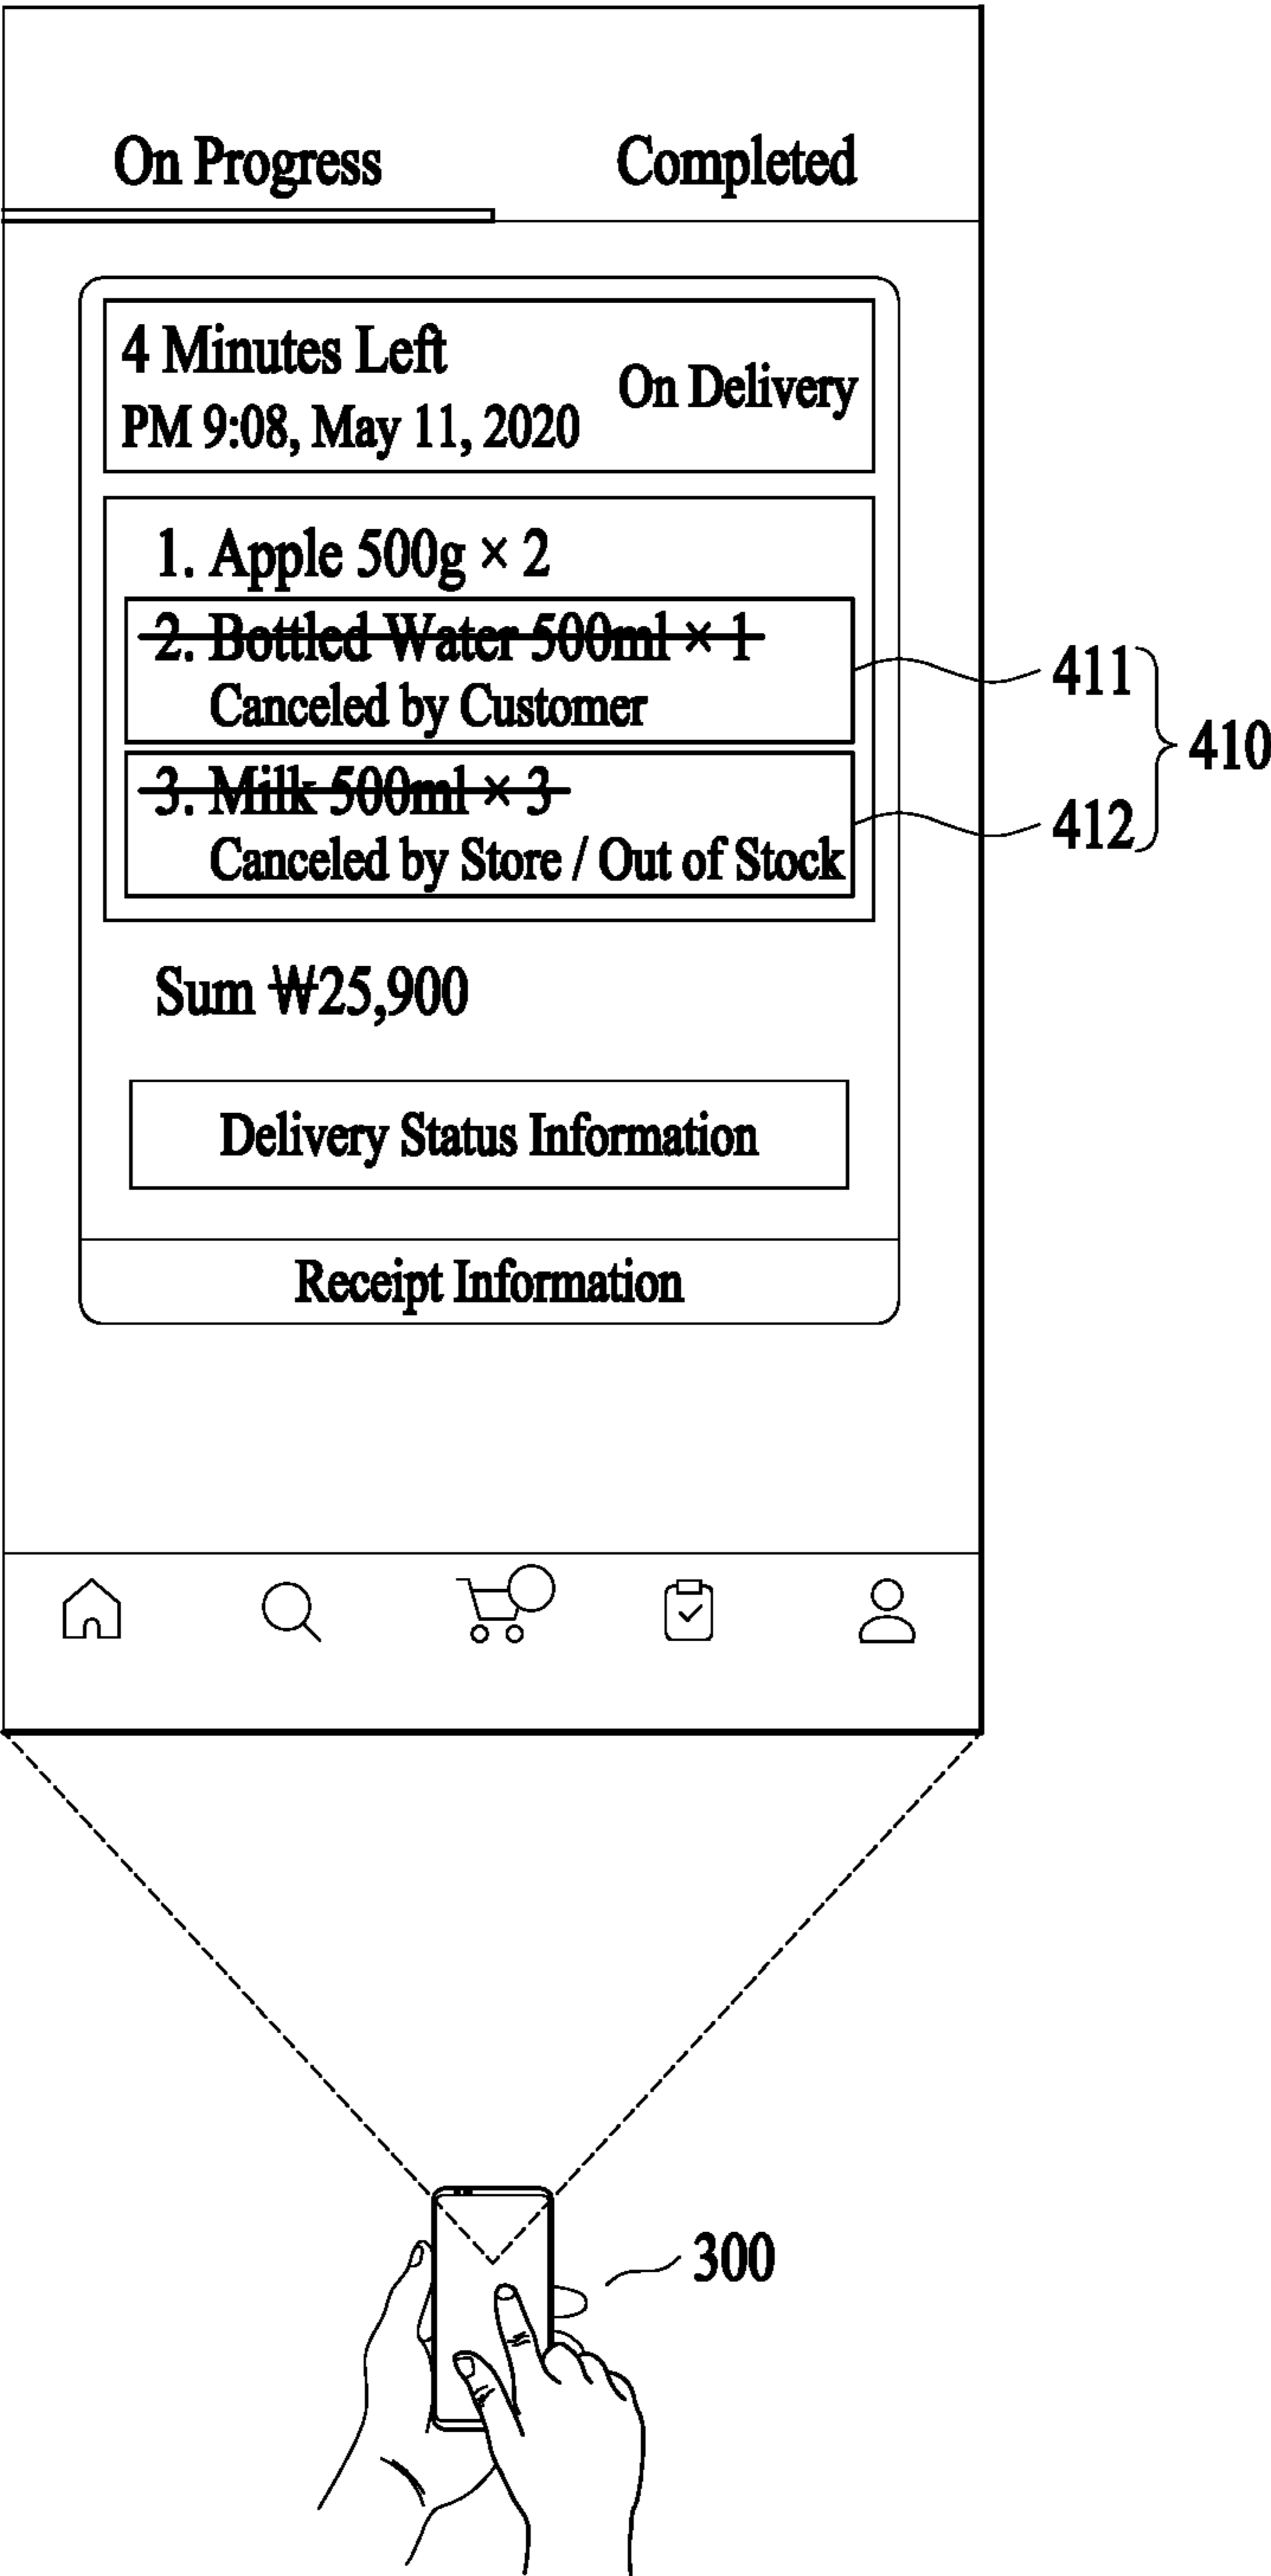 On Progress Completed
4 Minutes Left
On Delivery
PM 9:08, May 11, 2020
1. Apple 500g × 2
2. Bottled Water 500ml × 1
Canceled by Customer
411
410
3. Milk 500ml × 3
Canceled by Store / Out of Stock
412
Sum ₩25,900
Delivery Status Information
Receipt Information
300